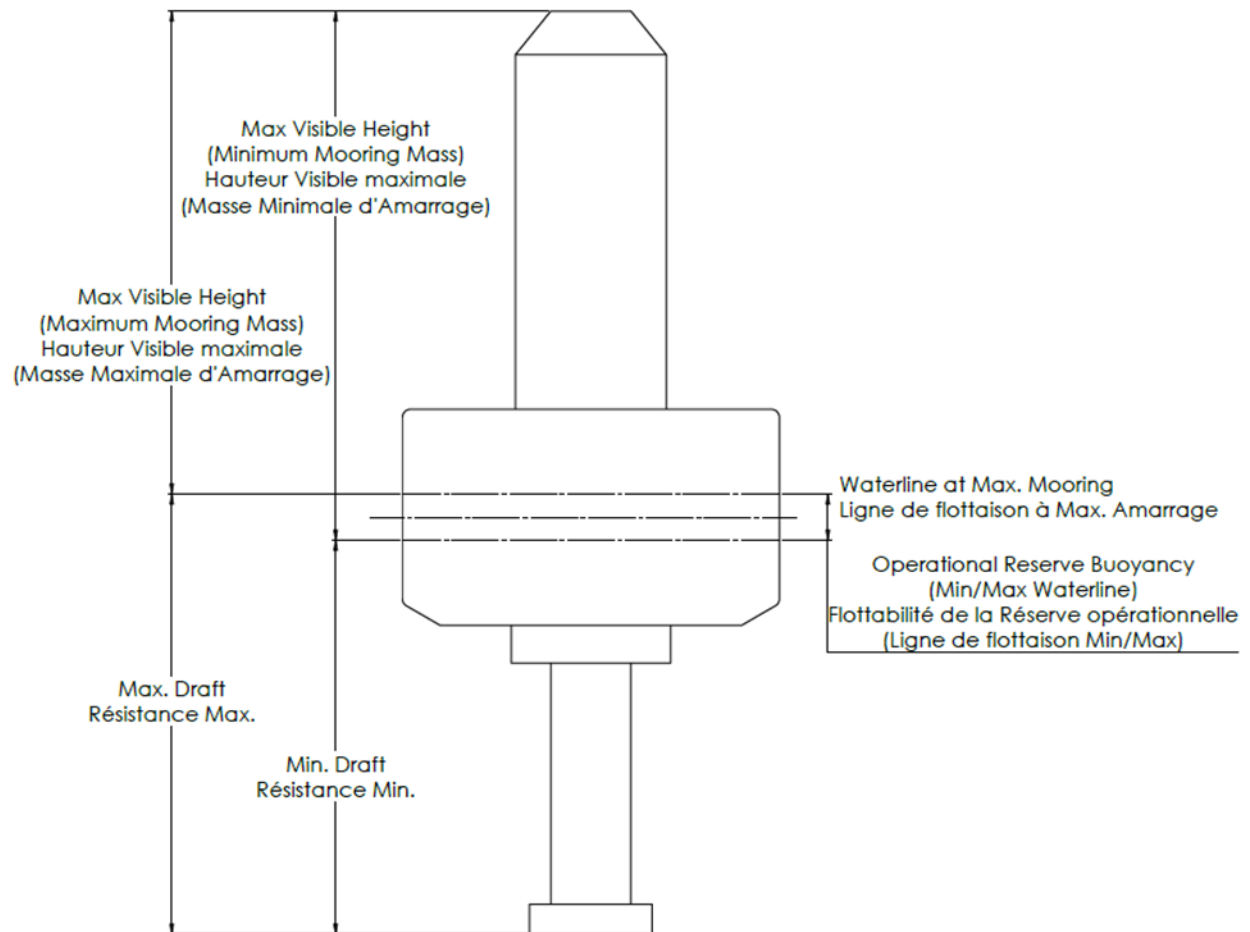 Max Visible Height
(Minimum Mooring Mass)
Hauteur Visible maximale
(Masse Minimale d'Amarrage)
Max Visible Height
(Maximum Mooring Mass)
Hauteur Visible maximale
(Masse Maximale d'Amarrage)
Waterline at Max. Mooring
Ligne de flottaison à Max. Amarrage
Operational Reserve Buoyancy
(Min/Max Waterline)
Flottabilité de la Réserve opérationnelle
(Ligne de flottaison Min/Max)
Max. Draft
Résistance Max.
Min. Draft
Résistance Min.